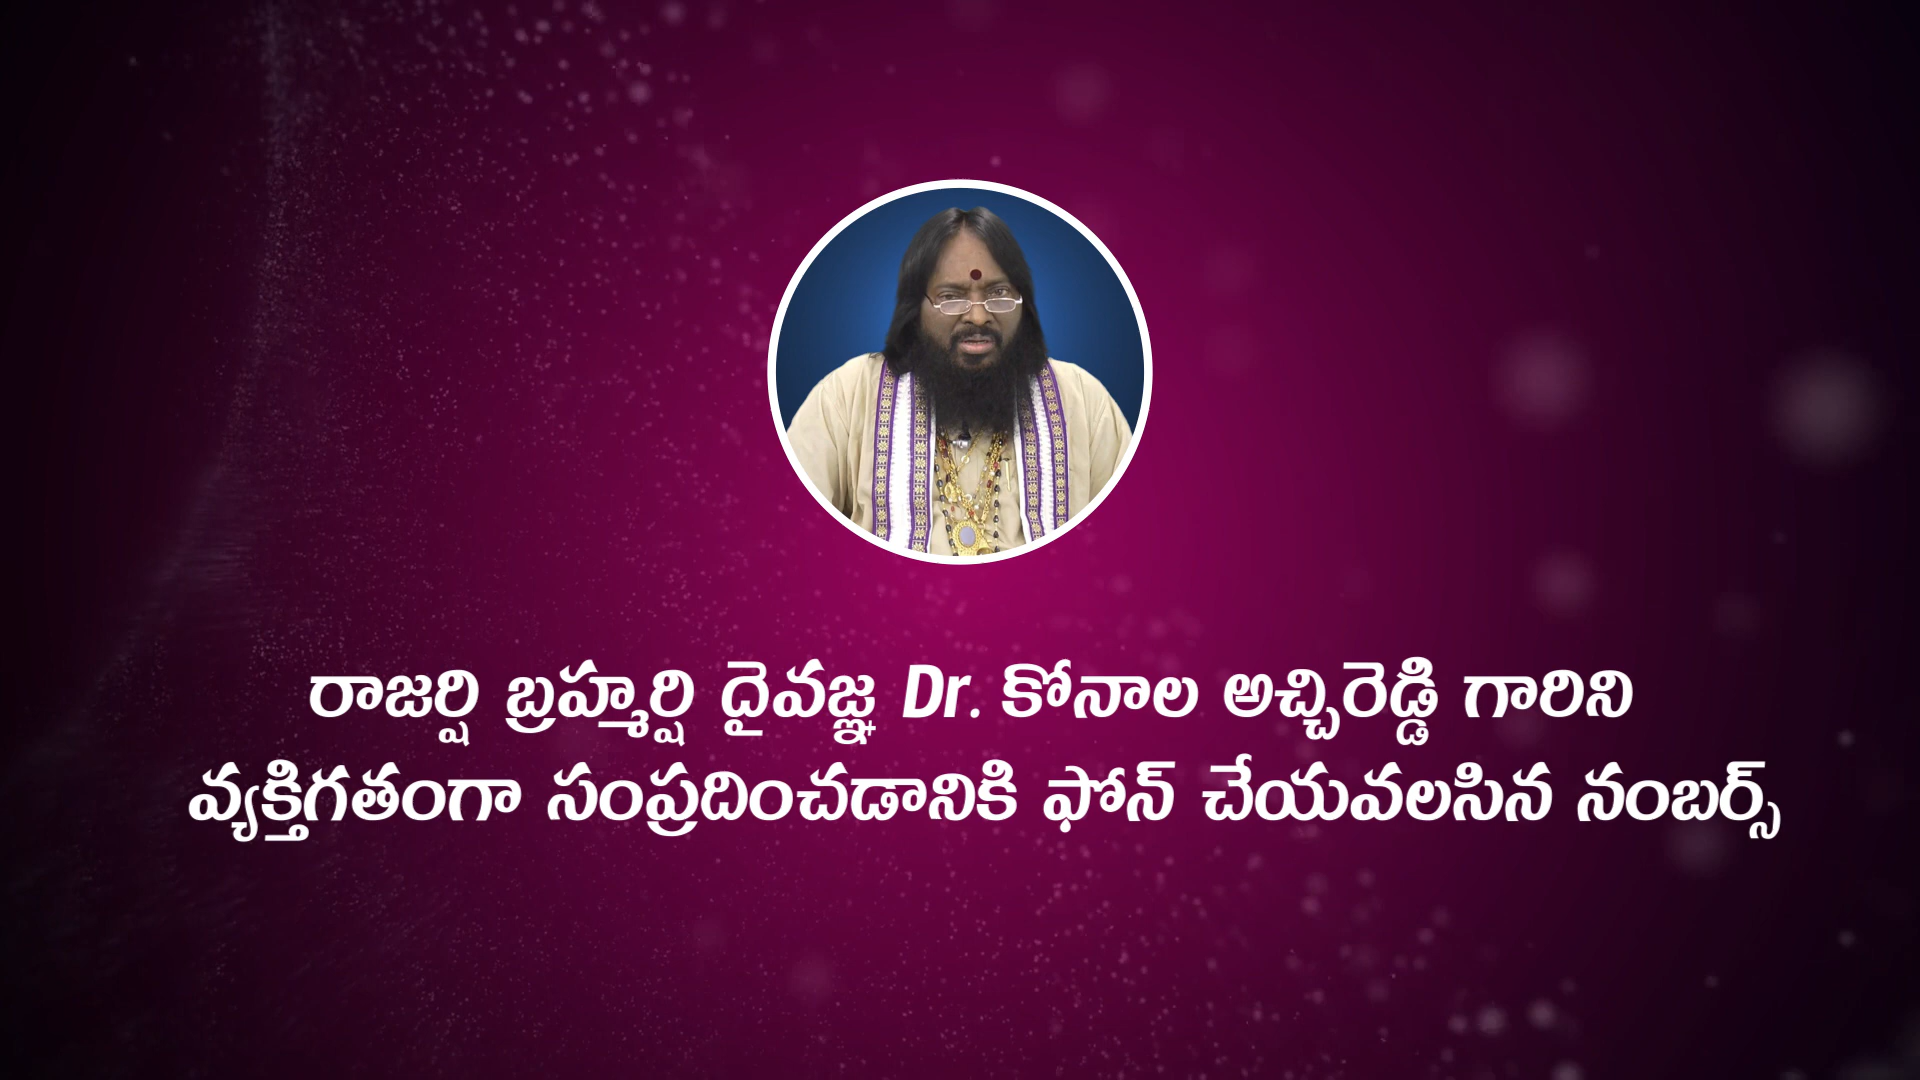 రాజర్షి బ్రహ్మర్షి దైవజ్ఞ Dr. కోనాల అచ్చిరెడ్డి గారిని
వ్యక్తిగతంగా సంప్రదించడానికి ఫోన్ చేయవలసిన నంబర్స్